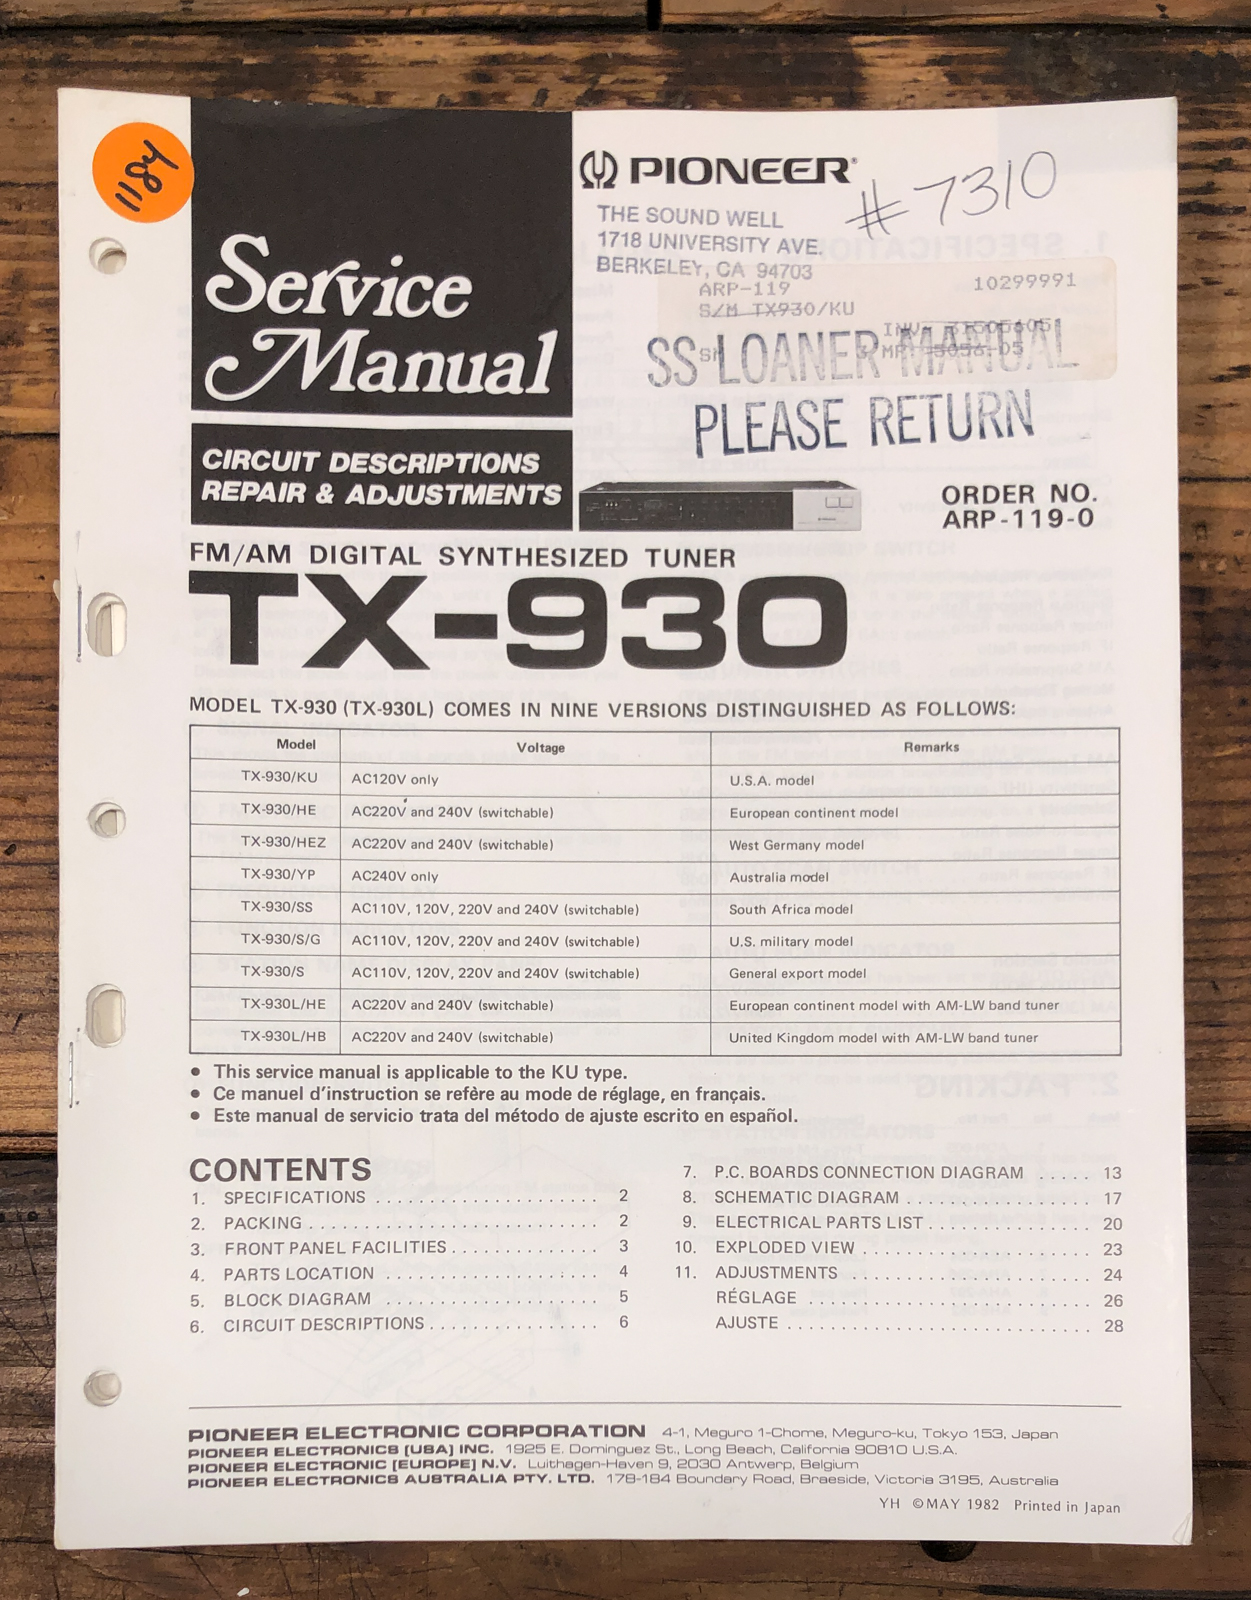 1184
PIONEER®
# 7310
THE SOUND WELL
1718 UNIVERSITY AVE.
BERKELEY, CA 94703
ARP-119 10299991
S/M TX930/KU
SS LOANER MANUAL
PLEASE RETURN
Service
Manual
CIRCUIT DESCRIPTIONS
REPAIR & ADJUSTMENTS
ORDER NO.
ARP-119-0
FM/AM DIGITAL SYNTHESIZED TUNER
TX-930
MODEL TX-930 (TX-930L) COMES IN NINE VERSIONS DISTINGUISHED AS FOLLOWS:
Model Voltage Remarks
TX-930/KU AC120V only U.S.A. model
TX-930/HE AC220V and 240V (switchable) European continent model
TX-930/HEZ AC220V and 240V (switchable) West Germany model
TX-930/YP AC240V only Australia model
TX-930/SS AC110V, 120V, 220V and 240V (switchable) South Africa model
TX-930/S/G AC110V, 120V, 220V and 240V (switchable) U.S. military model
TX-930/S AC110V, 120V, 220V and 240V (switchable) General export model
TX-930L/HE AC220V and 240V (switchable) European continent model with AM-LW band tuner
TX-930L/HB AC220V and 240V (switchable) United Kingdom model with AM-LW band tuner
● This service manual is applicable to the KU type.
● Ce manuel d'instruction se refère au mode de réglage, en français.
● Este manual de servicio trata del método de ajuste escrito en español.
CONTENTS
1. SPECIFICATIONS . . . . . . . . . . . . . . . . . . . . . . 2
2. PACKING . . . . . . . . . . . . . . . . . . . . . . . . . . 2
3. FRONT PANEL FACILITIES . . . . . . . . . . . . . . . 3
4. PARTS LOCATION . . . . . . . . . . . . . . . . . . . . . 4
5. BLOCK DIAGRAM . . . . . . . . . . . . . . . . . . . . . 5
6. CIRCUIT DESCRIPTIONS . . . . . . . . . . . . . . . . 6
7. P.C. BOARDS CONNECTION DIAGRAM . . . . . 13
8. SCHEMATIC DIAGRAM . . . . . . . . . . . . . . . . . 17
9. ELECTRICAL PARTS LIST . . . . . . . . . . . . . . . 20
10. EXPLODED VIEW . . . . . . . . . . . . . . . . . . . . . 23
11. ADJUSTMENTS . . . . . . . . . . . . . . . . . . . . . . 24
RÉGLAGE . . . . . . . . . . . . . . . . . . . . . . . . . . 26
AJUSTE . . . . . . . . . . . . . . . . . . . . . . . . . . . . 28
PIONEER ELECTRONIC CORPORATION 4-1, Meguro 1-Chome, Meguro-ku, Tokyo 153, Japan
PIONEER ELECTRONICS [USA] INC. 1925 E. Dominguez St., Long Beach, California 90810 U.S.A.
PIONEER ELECTRONIC [EUROPE] N.V. Luithagen-Haven 9, 2030 Antwerp, Belgium
PIONEER ELECTRONICS AUSTRALIA PTY. LTD. 178-184 Boundary Road, Braeside, Victoria 3195, Australia
YH ©MAY 1982 Printed in Japan